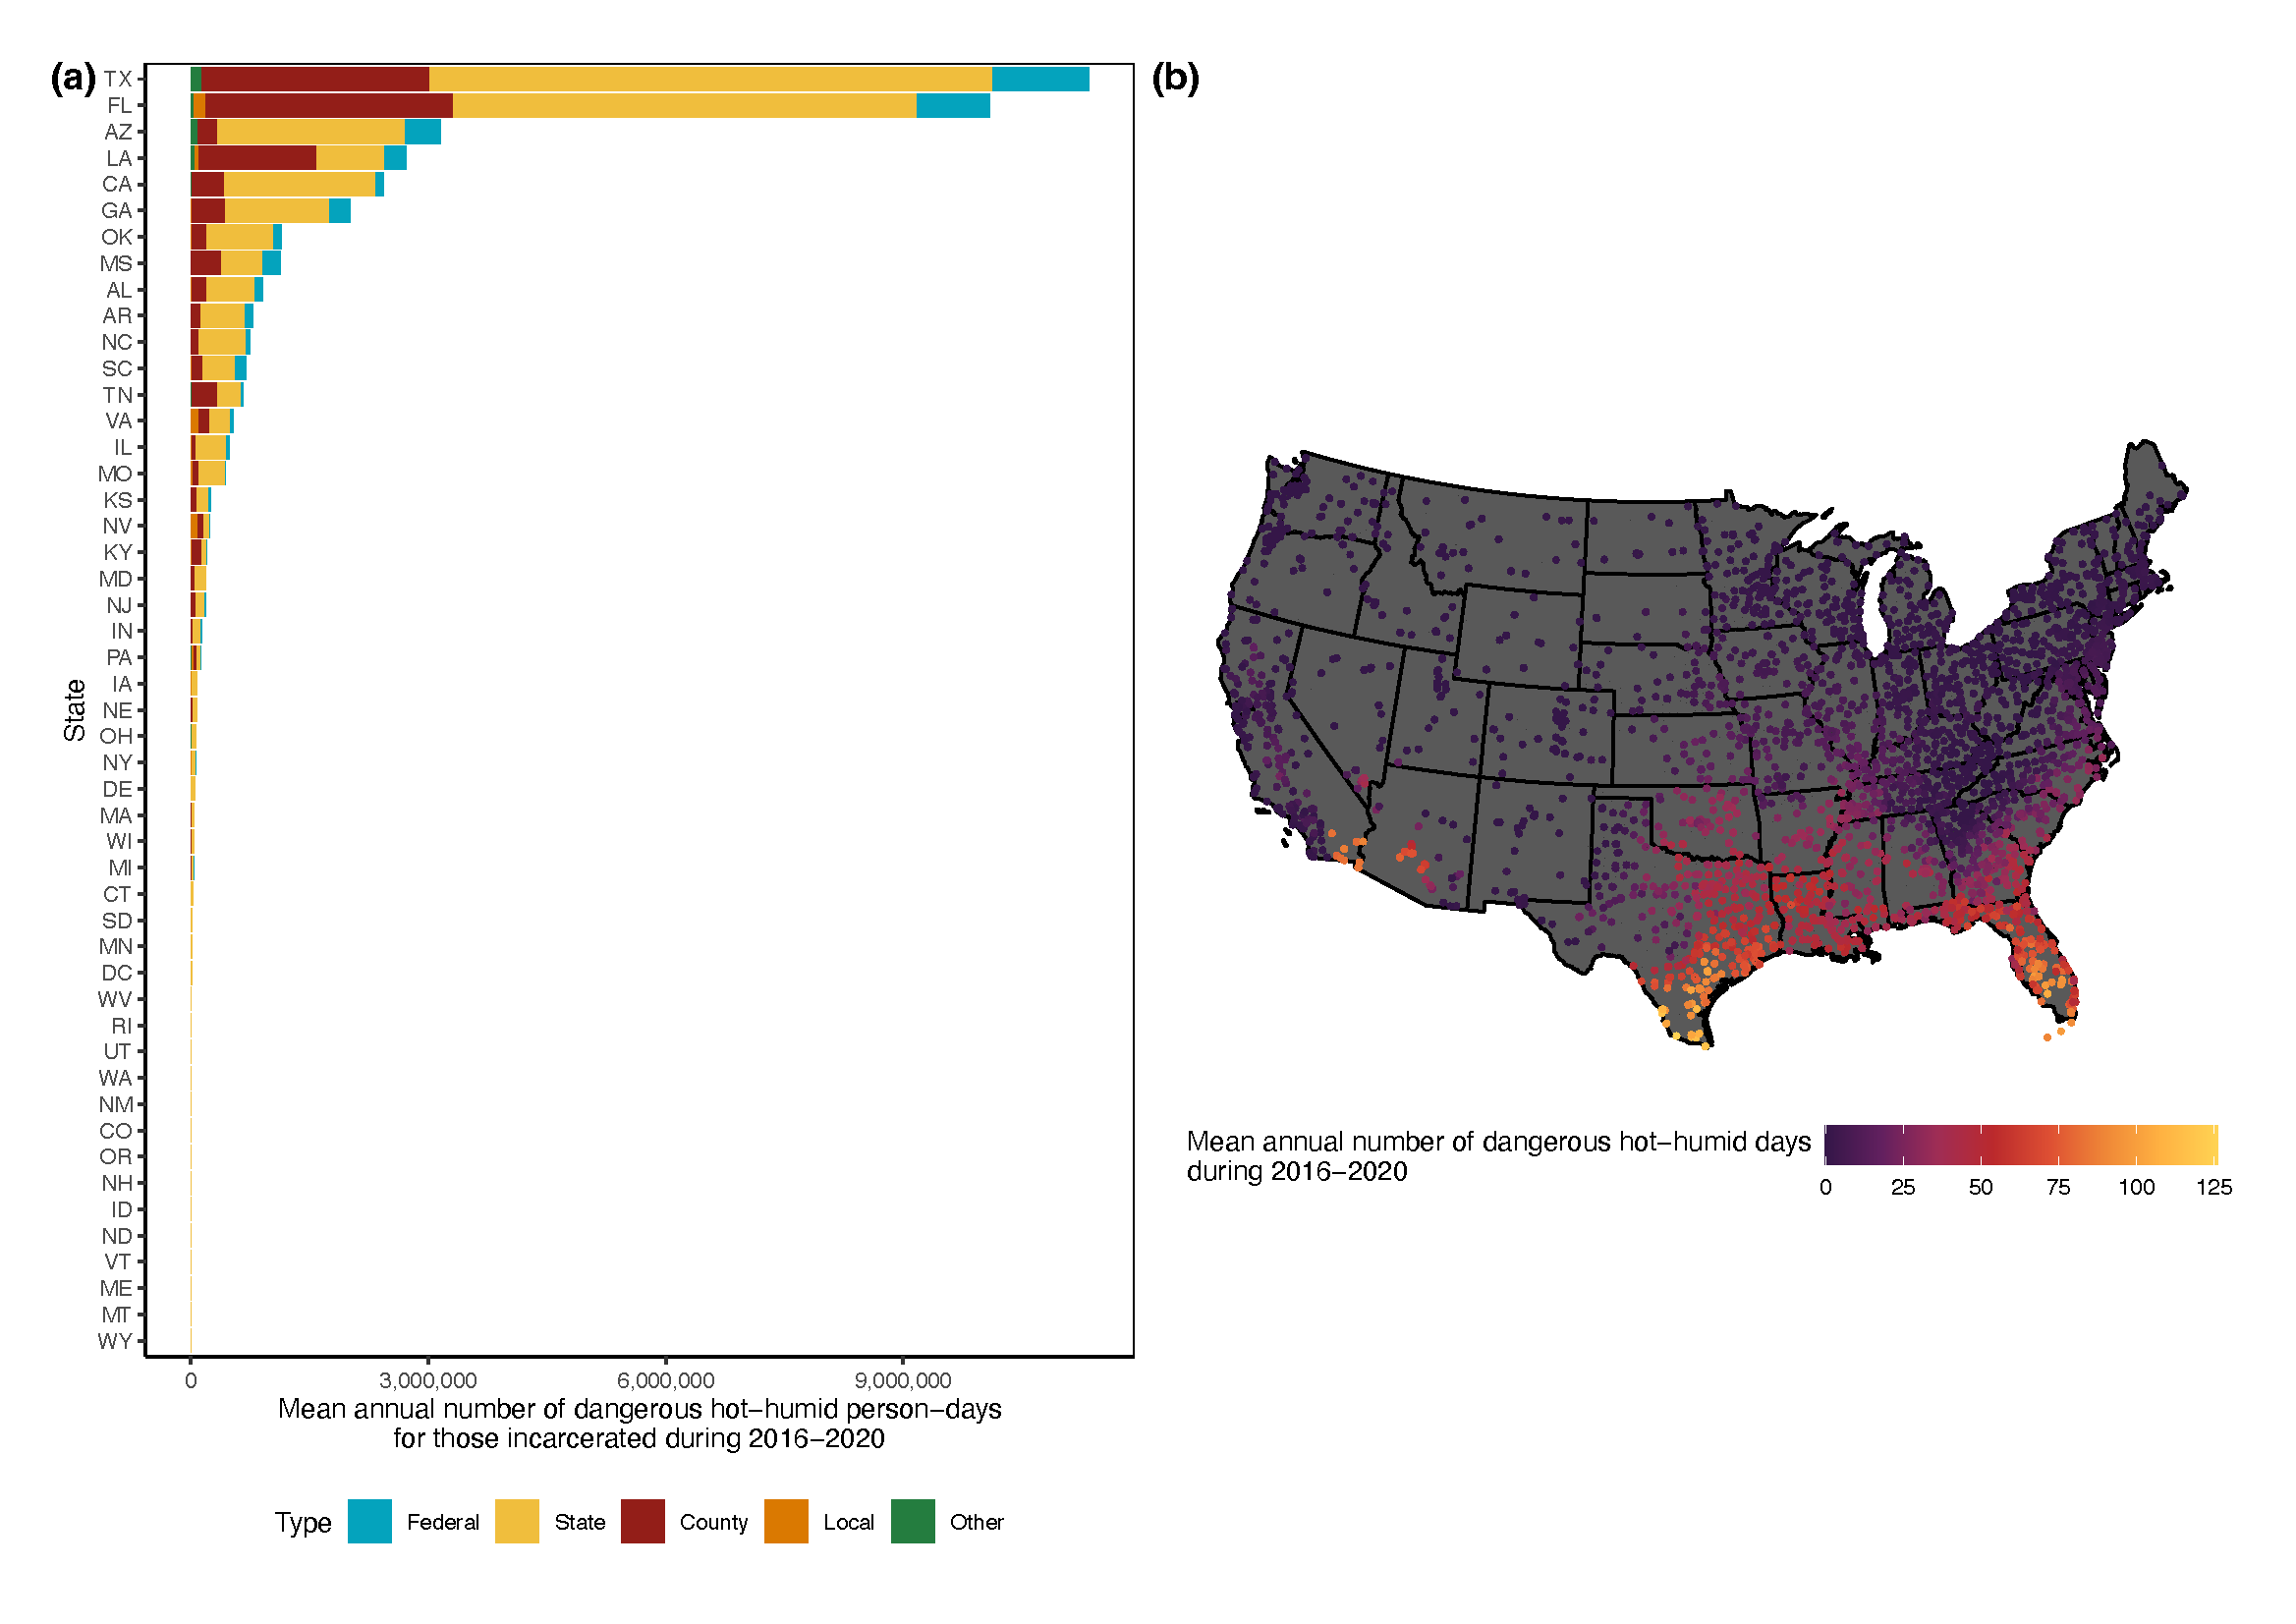 (a)
TX
FL
AZ
LA
CA
GA
OK
MS
AL
AR
NC
SC
TN
VA
IL
MO
KS
NV
KY
MD
NJ
IN
PA
IA
NE
OH
NY
DE
MA
WI
MI
CT
SD
MN
DC
WV
RI
UT
WA
NM
CO
OR
NH
ID
ND
VT
ME
MT
WY
State
0 3,000,000 6,000,000 9,000,000
Mean annual number of dangerous hot−humid person−days
for those incarcerated during 2016−2020
Type Federal State County Local Other
(b)
Mean annual number of dangerous hot−humid days
during 2016−2020
0 25 50 75 100 125